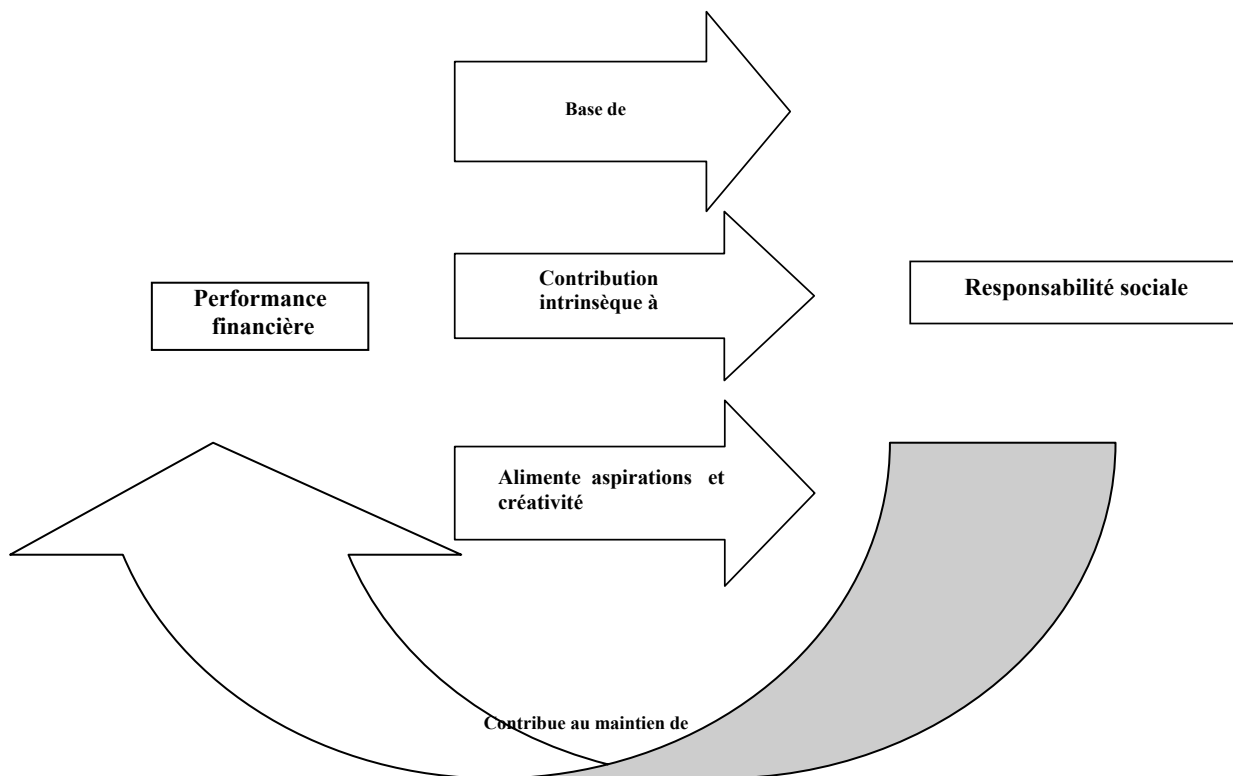 Base de
Contribution
intrinsèque à
Performance
financière
Responsabilité sociale
Alimente aspirations et
créativité
Contribue au maintien de